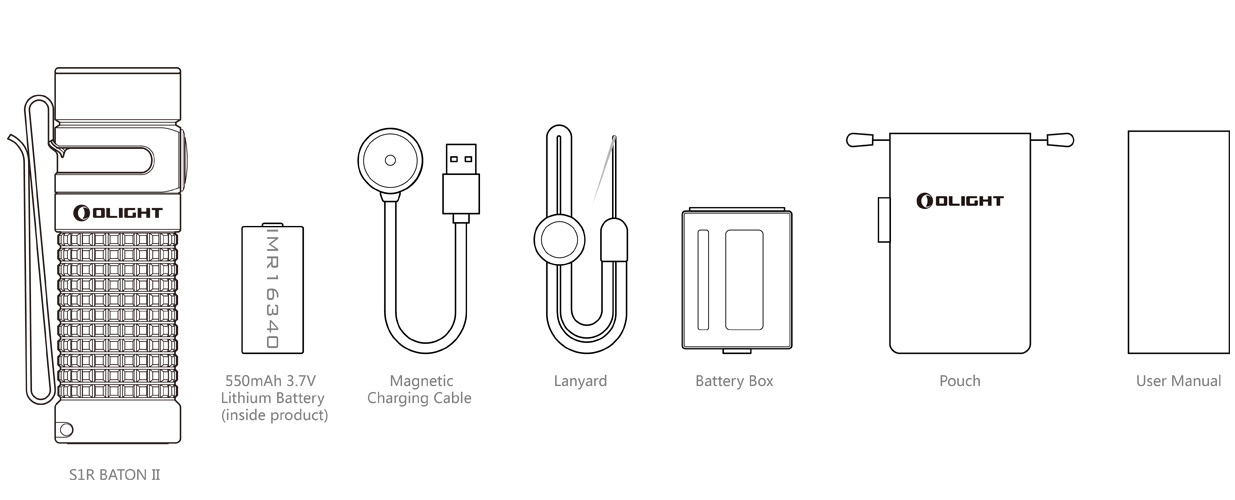 OLIGHT
S1R BATON II
IMR16340
550mAh 3.7V
Lithium Battery
(inside product)
Magnetic
Charging Cable
Lanyard
Battery Box
OLIGHT
Pouch
User Manual